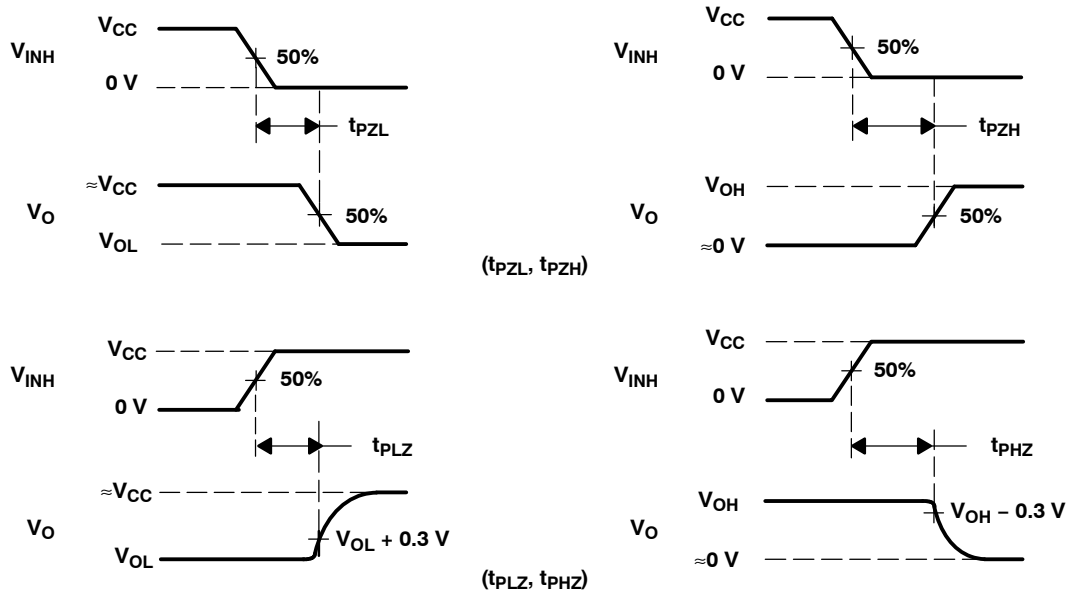 VCC
VINH
50%
0 V
tPZL
≈VCC
VO
50%
VOL
VCC
VINH
50%
0 V
tPZH
VOH
VO
50%
≈0 V
(tPZL, tPZH)
VCC
VINH
50%
0 V
tPLZ
≈VCC
VO
VOL + 0.3 V
VOL
VCC
VINH
50%
0 V
tPHZ
VOH
VOH − 0.3 V
VO
≈0 V
(tPLZ, tPHZ)